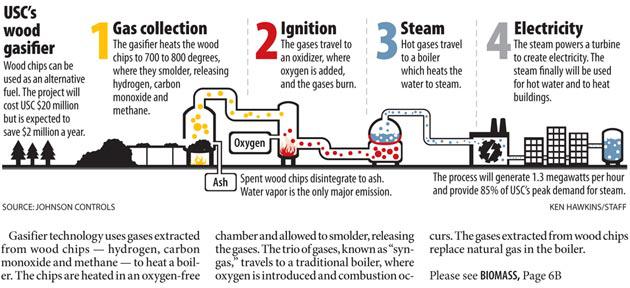 USC's
wood
gasifier
Wood chips can be
used as an alternative
fuel. The project will
cost USC $20 million
but is expected to
save $2 million a year.
1 Gas collection
The gasifier heats the wood
chips to 700 to 800 degrees,
where they smolder, releasing
hydrogen, carbon
monoxide and
methane.
2 Ignition
The gases travel to
an oxidizer, where
oxygen is added,
and the gases burn.
3 Steam
Hot gases travel
to a boiler
which heats the
water to steam.
4 Electricity
The steam powers a turbine
to create electricity. The
steam finally will be used
for hot water and to heat
buildings.
Oxygen
Ash
Spent wood chips disintegrate to ash.
Water vapor is the only major emission.
The process will generate 1.3 megawatts per hour
and provide 85% of USC's peak demand for steam.
SOURCE: JOHNSON CONTROLS
KEN HAWKINS/STAFF
Gasifier technology uses gases extracted
from wood chips — hydrogen, carbon
monoxide and methane — to heat a boil-
er. The chips are heated in an oxygen-free
chamber and allowed to smolder, releasing
the gases. The trio of gases, known as “syn-
gas,” travels to a traditional boiler, where
oxygen is introduced and combustion oc-
curs. The gases extracted from wood chips
replace natural gas in the boiler.
Please see BIOMASS, Page 6B